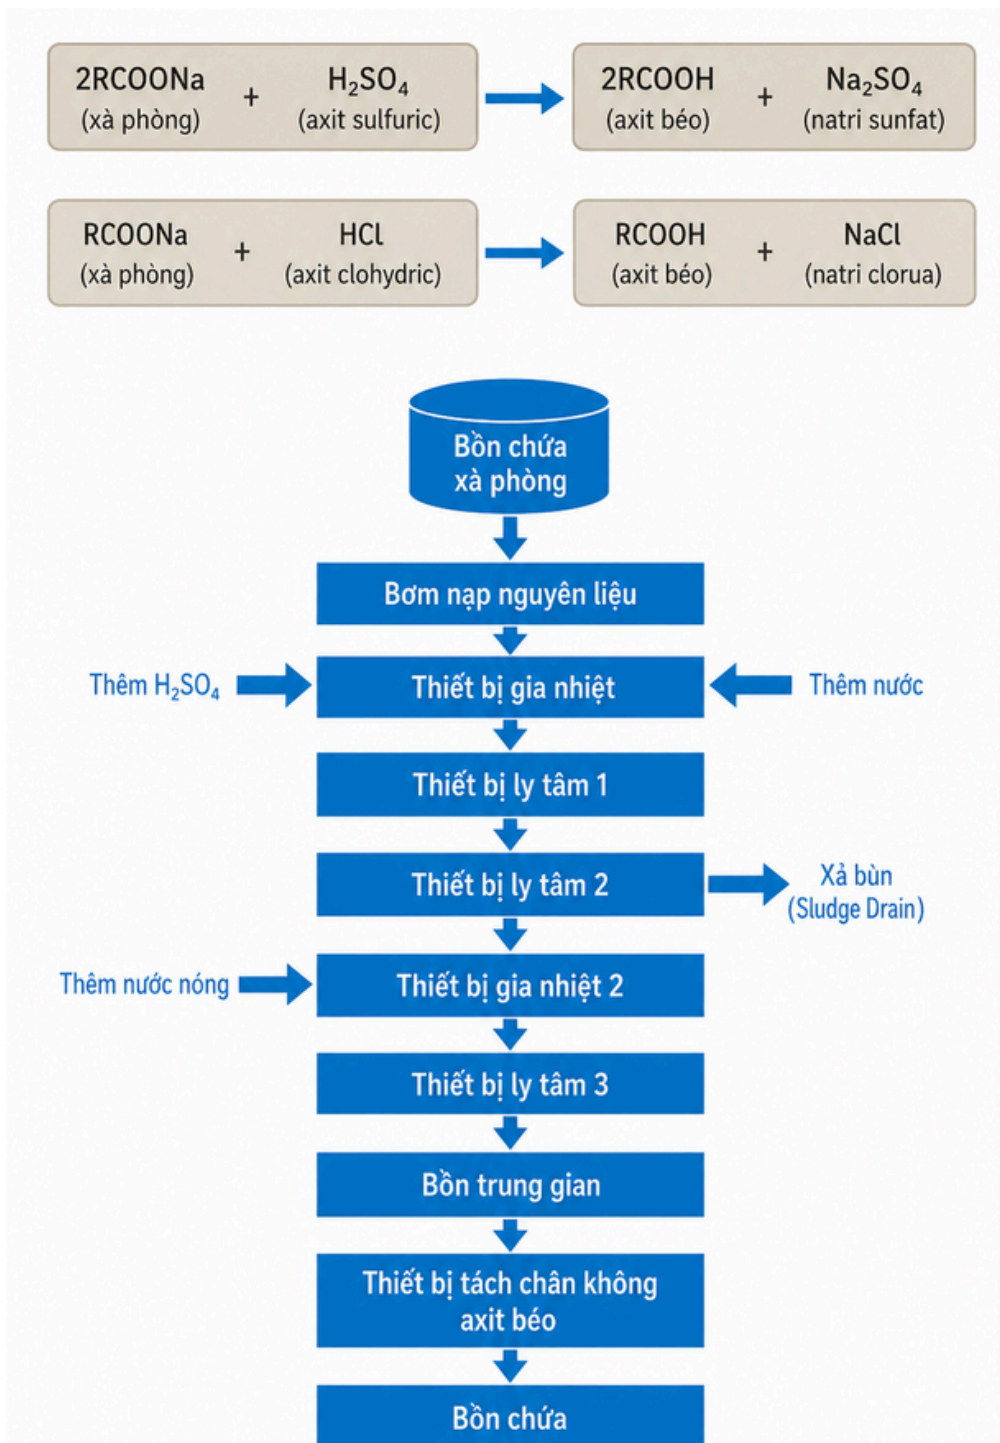 2RCOONa + H₂SO₄ → 2RCOOH + Na₂SO₄
(xà phòng) (axit sulfuric) (axit béo) (natri sunfat)
RCOONa + HCl → RCOOH + NaCl
(xà phòng) (axit clohydric) (axit béo) (natri clorua)
Bồn chứa
xà phòng
Bơm nạp nguyên liệu
Thêm H₂SO₄
Thiết bị gia nhiệt
Thêm nước
Thiết bị ly tâm 1
Thiết bị ly tâm 2
Xả bùn
(Sludge Drain)
Thêm nước nóng
Thiết bị gia nhiệt 2
Thiết bị ly tâm 3
Bồn trung gian
Thiết bị tách chân không
axit béo
Bồn chứa